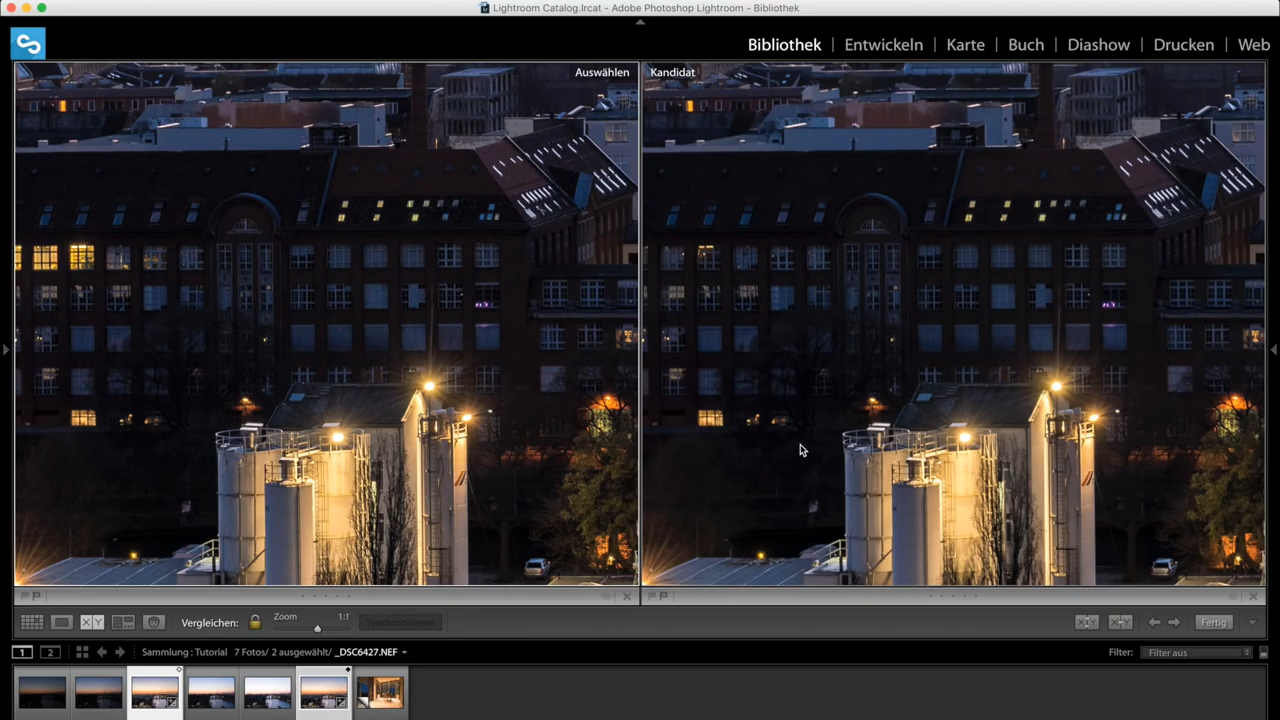 Lightroom Catalog.lrcat - Adobe Photoshop Lightroom - Bibliothek
Bibliothek | Entwickeln | Karte | Buch | Diashow | Drucken | Web
Auswählen
Kandidat
Vergleichen:
Zoom
1:1
Synchronisieren
Fertig
1
2
Sammlung : Tutorial
7 Fotos/ 2 ausgewählt/ _DSC6427.NEF
Filter:
Filter aus